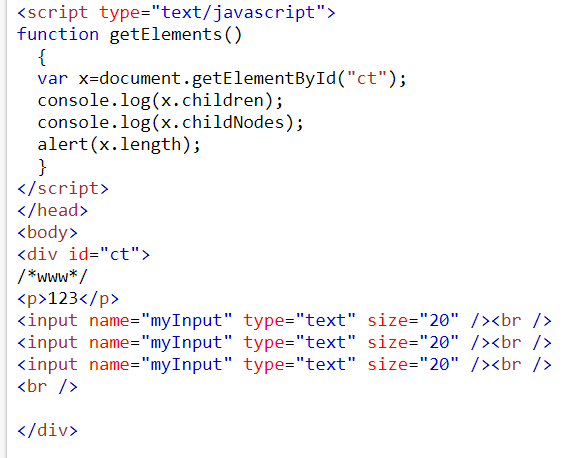 <script type="text/javascript">
function getElements()
  {
  var x=document.getElementById("ct");
  console.log(x.children);
  console.log(x.childNodes);
  alert(x.length);
  }
</script>
</head>
<body>
<div id="ct">
/*www*/
<p>123</p>
<input name="myInput" type="text" size="20" /><br />
<input name="myInput" type="text" size="20" /><br />
<input name="myInput" type="text" size="20" /><br />
<br />

</div>